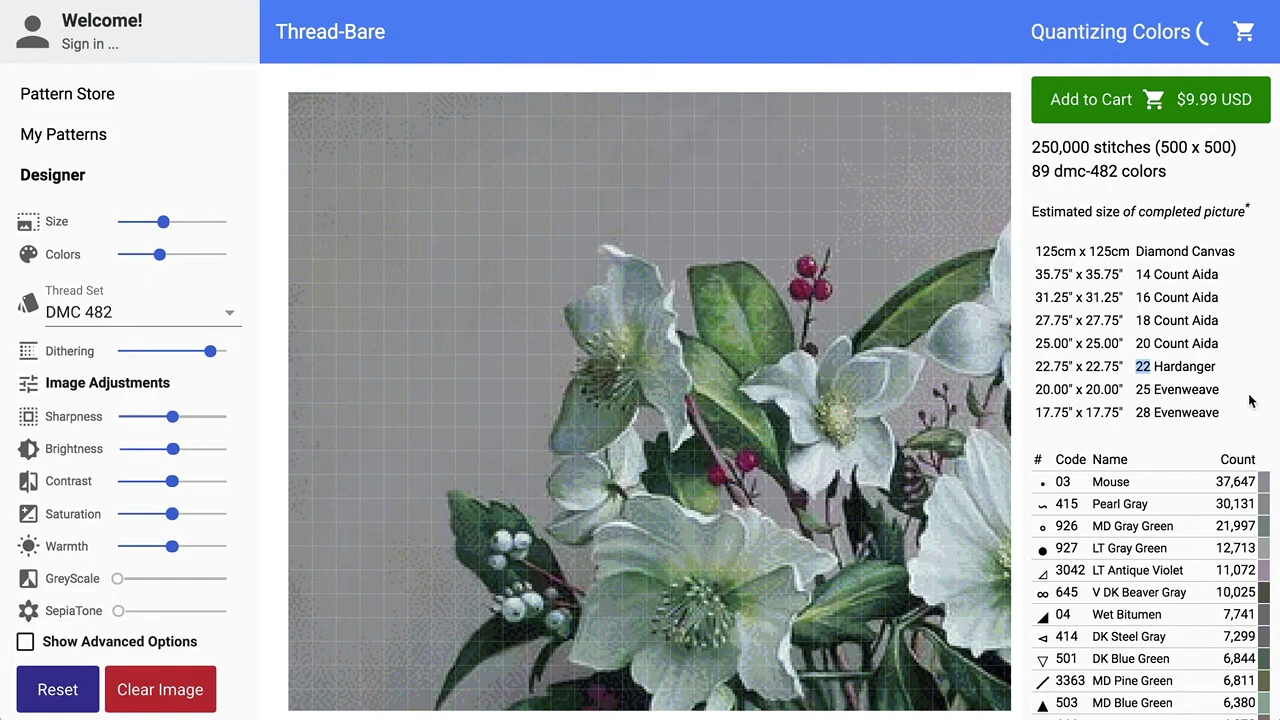 Welcome!
Sign in ...
Thread-Bare
Quantizing Colors
Pattern Store
My Patterns
Designer
Size
Colors
Thread Set
DMC 482
Dithering
Image Adjustments
Sharpness
Brightness
Contrast
Saturation
Warmth
GreyScale
SepiaTone
Show Advanced Options
Reset Clear Image
Add to Cart $9.99 USD
250,000 stitches (500 x 500)
89 dmc-482 colors
Estimated size of completed picture*
125cm x 125cm Diamond Canvas
35.75" x 35.75" 14 Count Aida
31.25" x 31.25" 16 Count Aida
27.75" x 27.75" 18 Count Aida
25.00" x 25.00" 20 Count Aida
22.75" x 22.75" 22 Hardanger
20.00" x 20.00" 25 Evenweave
17.75" x 17.75" 28 Evenweave
# Code Name Count
03 Mouse 37,647
415 Pearl Gray 30,131
926 MD Gray Green 21,997
927 LT Gray Green 12,713
3042 LT Antique Violet 11,072
645 V DK Beaver Gray 10,025
04 Wet Bitumen 7,741
414 DK Steel Gray 7,299
501 DK Blue Green 6,844
3363 MD Pine Green 6,811
503 MD Blue Green 6,380